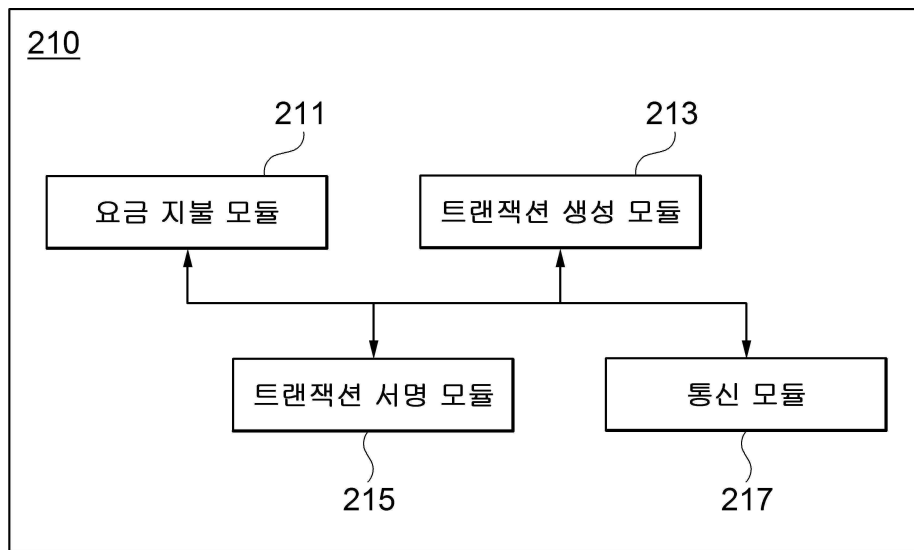 210
211
213
요금 지불 모듈
트랜잭션 생성 모듈
트랜잭션 서명 모듈
통신 모듈
215
217